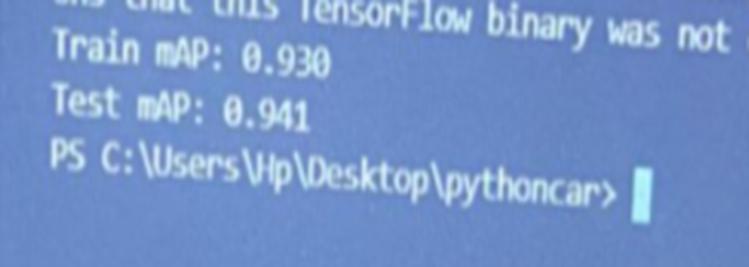 that this TensorFlow binary was not
Train mAP: 0.930
Test mAP: 0.941
PS C:\Users\Hp\Desktop\pythoncar>